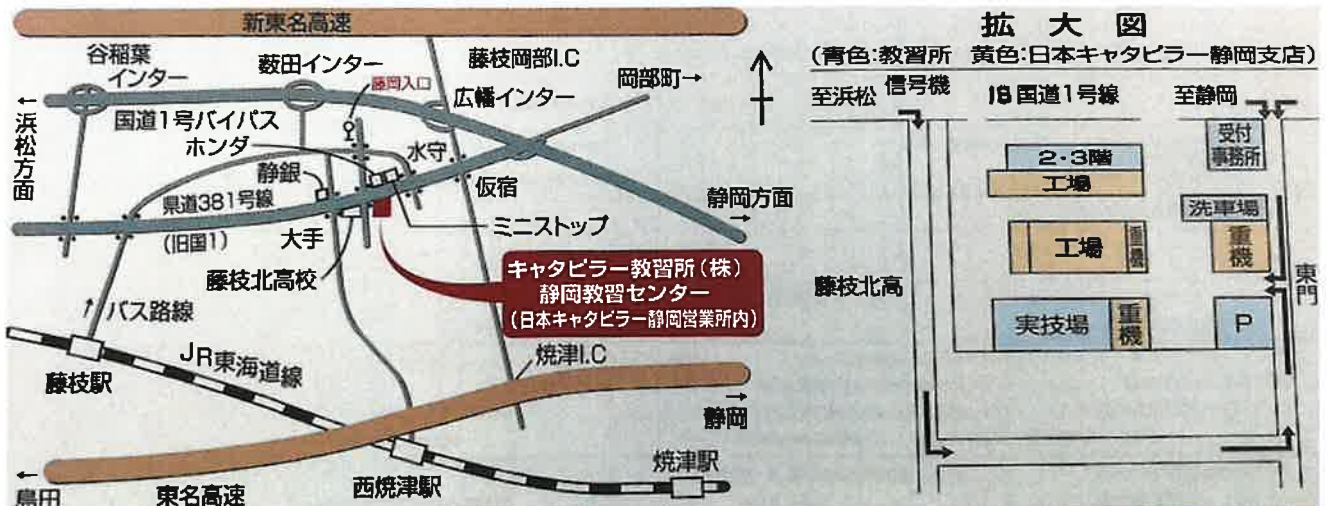 新東名高速
谷稲葉
インター
薮田インター
藤岡入口
藤枝岡部I.C
岡部町→
広幡インター
←
浜松方面
国道1号バイパス
ホンダ
水守
静銀
仮宿
県道381号線
(旧国1)
静岡方面
→
大手
ミニストップ
藤枝北高校
キャタピラー教習所(株)
静岡教習センター
(日本キャタピラー静岡営業所内)
バス路線
JR東海道線
藤枝駅
焼津I.C
→
静岡
焼津駅
←
島田
東名高速
西焼津駅
拡大図
(青色:教習所 黄色:日本キャタピラー静岡支店)
至浜松
信号機
国道1号線
至静岡
受付
事務所
2・3階
工場
洗車場
工場
重機
重機
藤枝北高
東門
実技場
重機
P